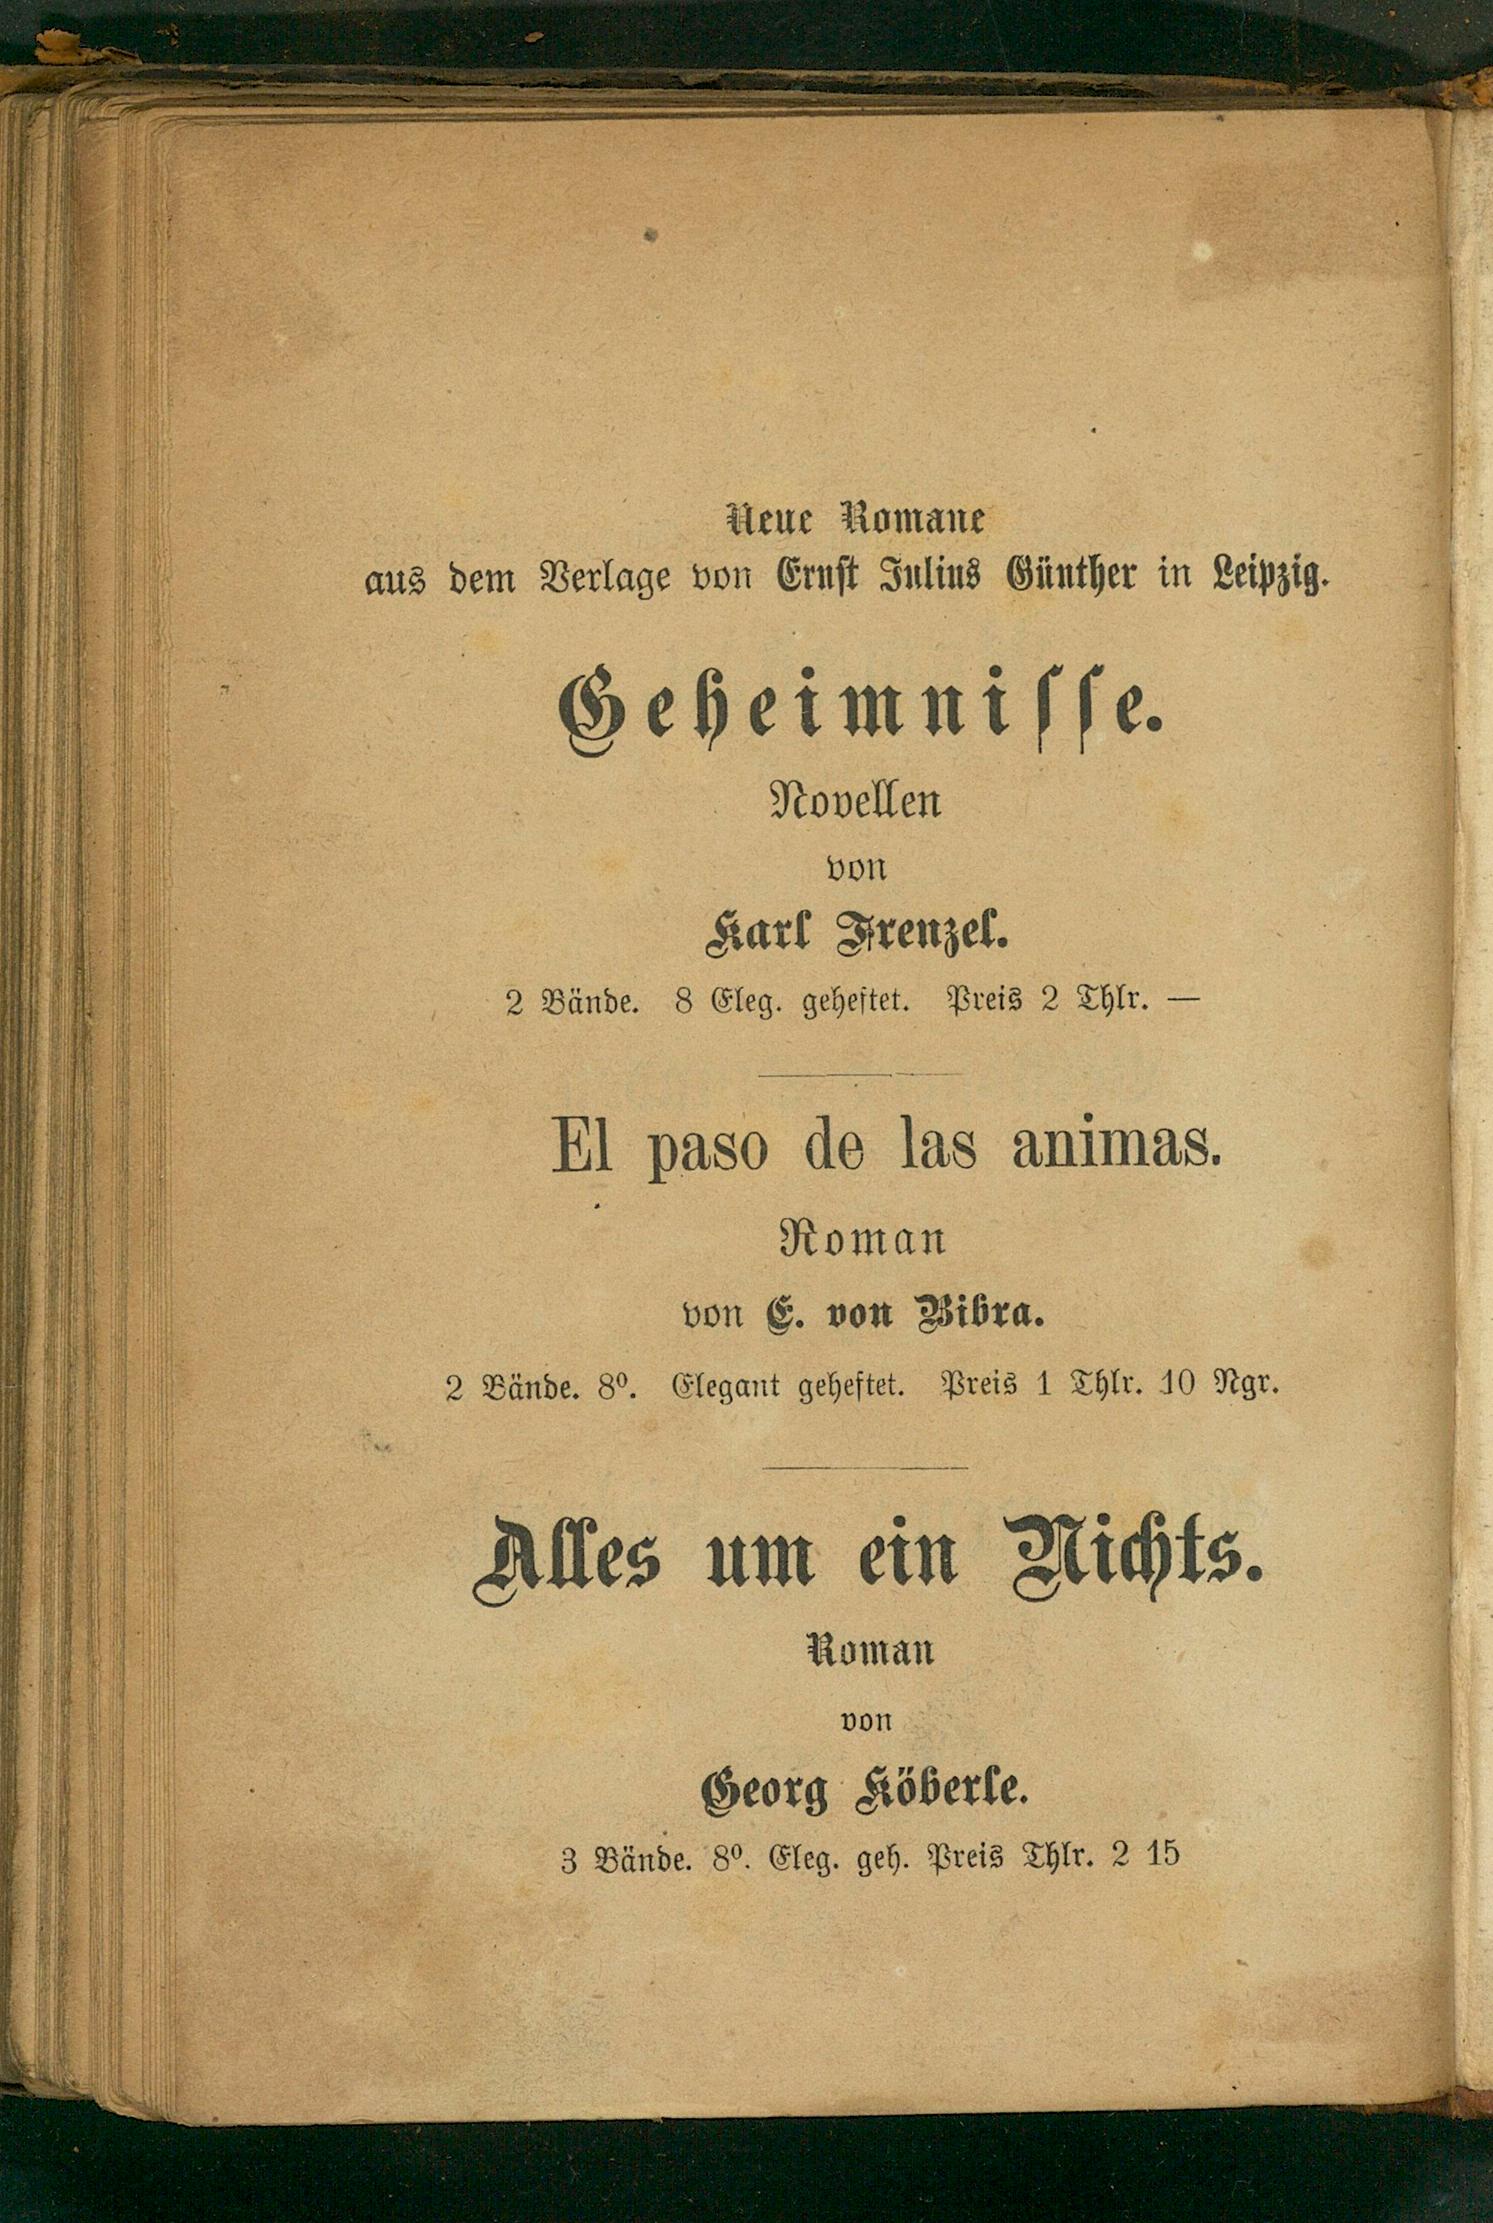 Neue Romane
aus dem Verlage von Ernst Julius Günther in Leipzig.
Geheimnisse.
Novellen
von
Karl Frenzel.
2 Bände. 8 Eleg. geheftet. Preis 2 Thlr. —
El paso de las animas.
Roman
von E. von Bibra.
2 Bände. 8⁰. Elegant geheftet. Preis 1 Thlr. 10 Ngr.
Alles um ein Nichts.
Roman
von
Georg Köberle.
3 Bände. 8⁰. Eleg. geh. Preis Thlr. 2 15